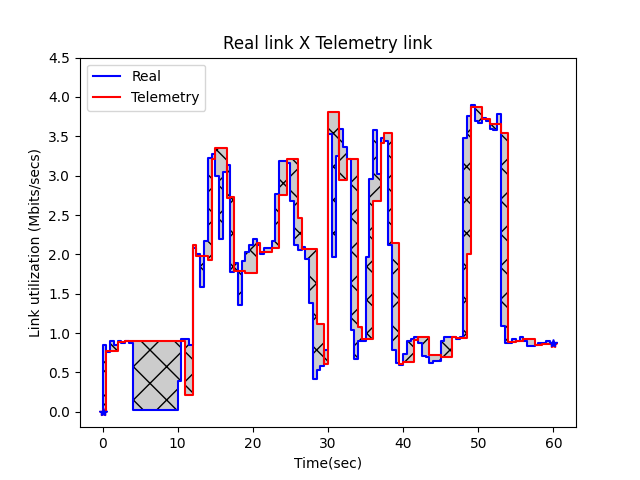 Real link X Telemetry link
Real
Telemetry
Link utilization (Mbits/secs)
4.5
4.0
3.5
3.0
2.5
2.0
1.5
1.0
0.5
0.0
0 10 20 30 40 50 60
Time(sec)